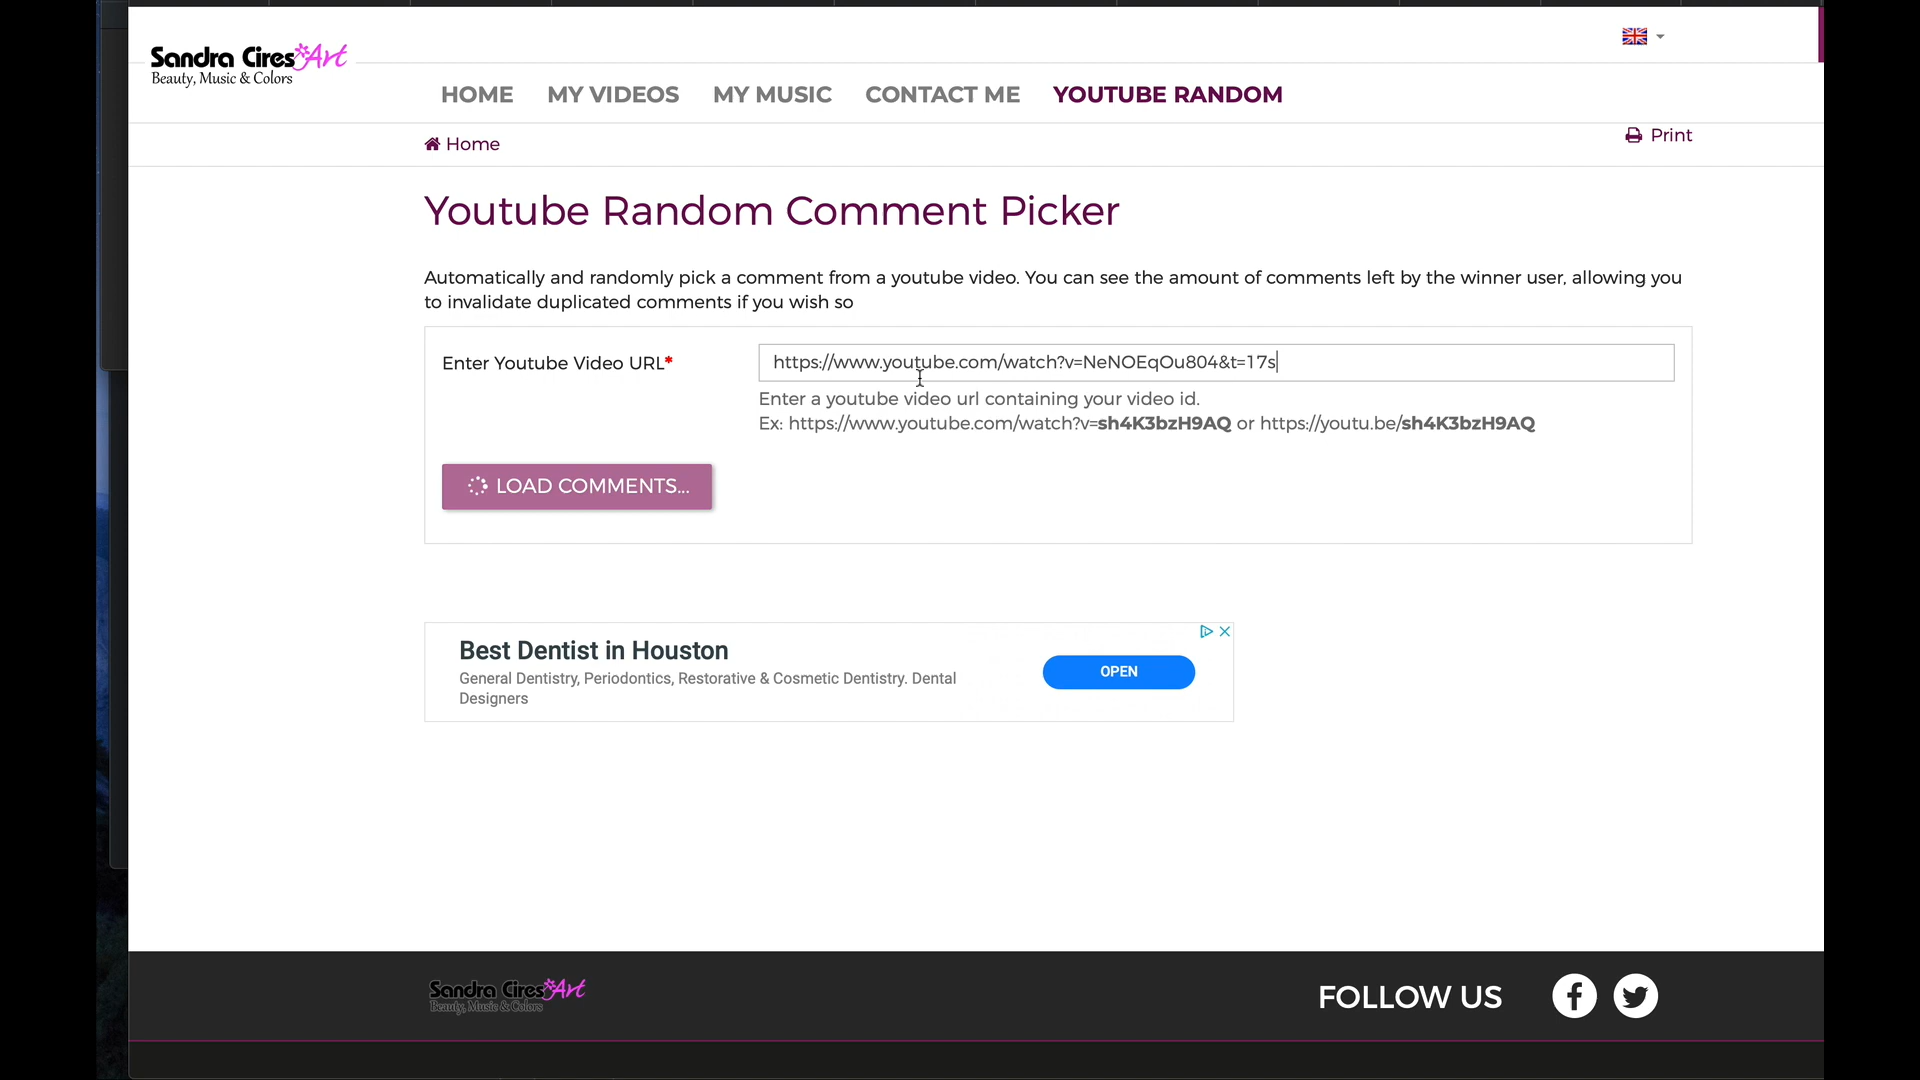 Sandra Cires Art
Beauty, Music & Colors
HOME MY VIDEOS MY MUSIC CONTACT ME YOUTUBE RANDOM
Home
Print
Youtube Random Comment Picker
Automatically and randomly pick a comment from a youtube video. You can see the amount of comments left by the winner user, allowing you
to invalidate duplicated comments if you wish so
Enter Youtube Video URL*
https://www.youtube.com/watch?v=NeNOEqOu804&t=17s
Enter a youtube video url containing your video id.
Ex: https://www.youtube.com/watch?v=sh4K3bzH9AQ or https://youtu.be/sh4K3bzH9AQ
LOAD COMMENTS...
Best Dentist in Houston
General Dentistry, Periodontics, Restorative & Cosmetic Dentistry. Dental
Designers
OPEN
Sandra Cires Art
Beauty, Music & Colors
FOLLOW US